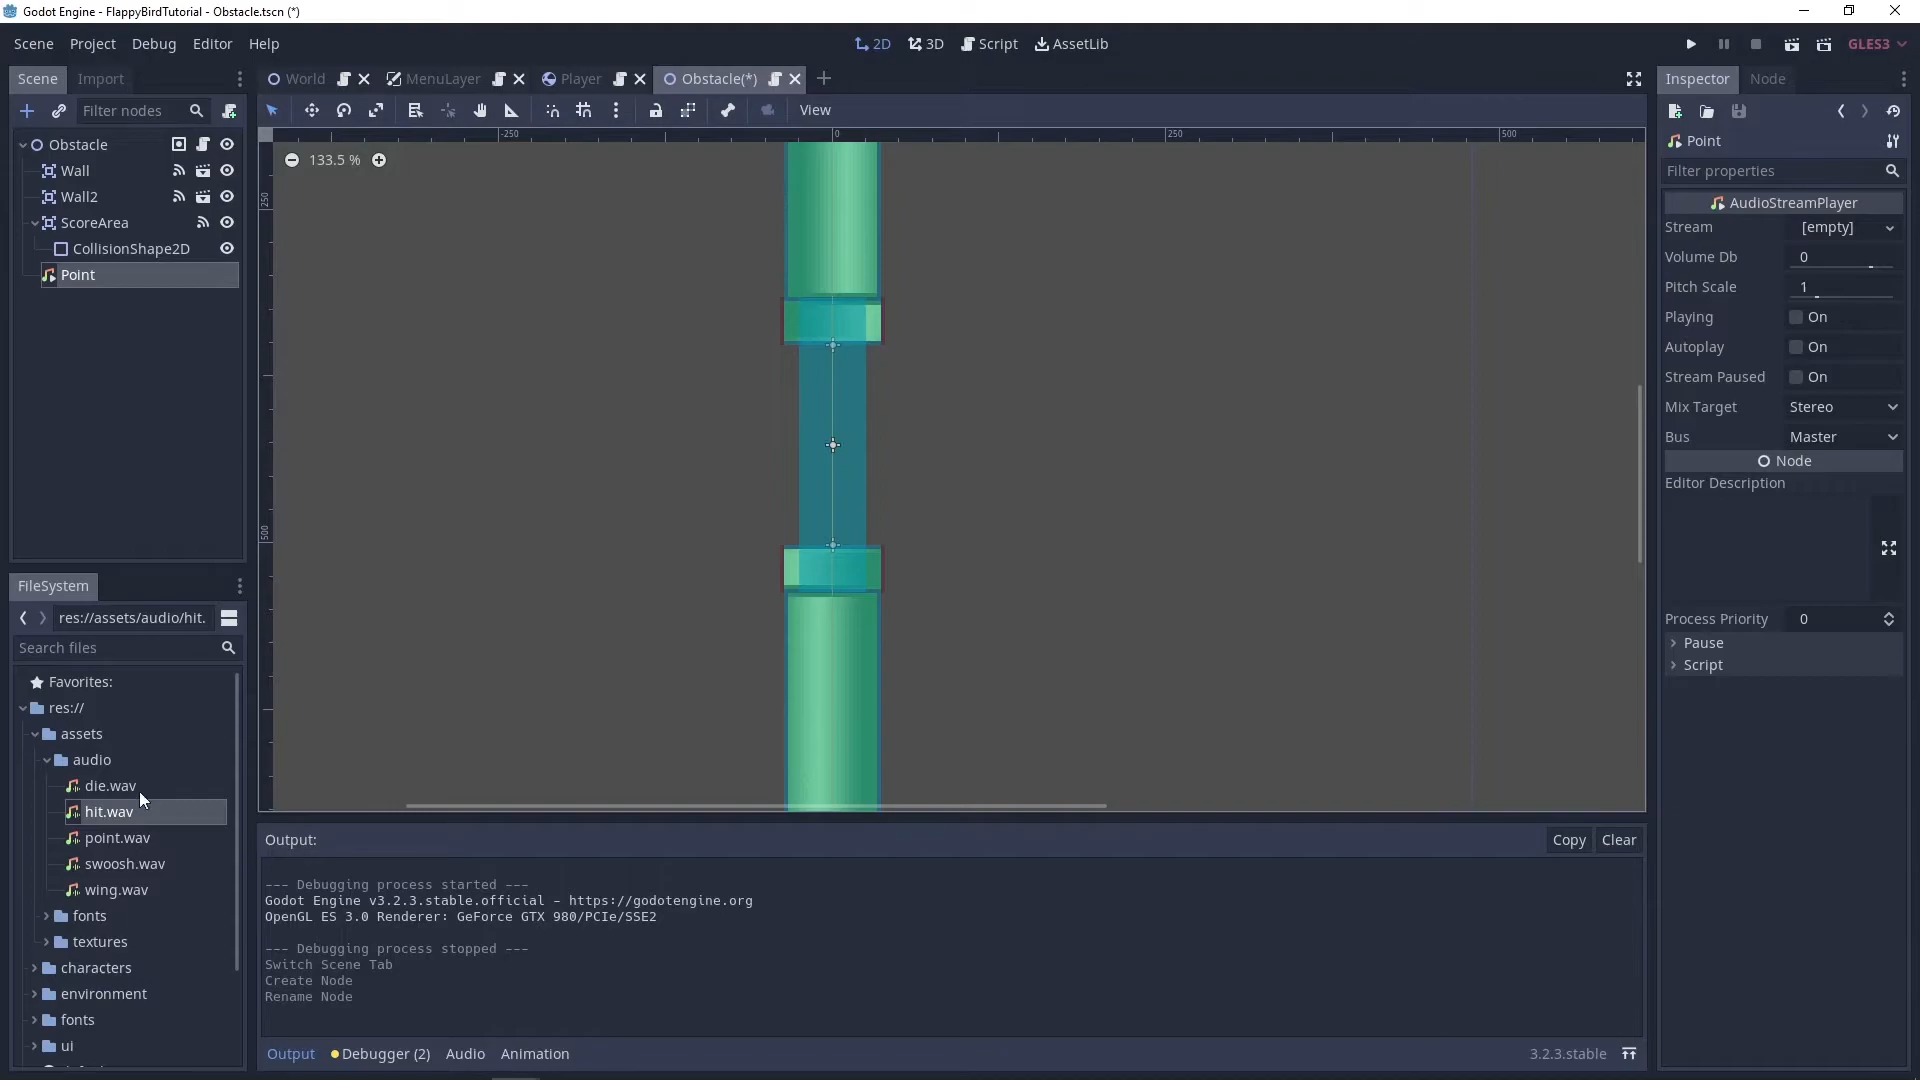 Godot Engine - FlappyBirdTutorial - Obstacle.tscn (*)
Scene Project Debug Editor Help
2D 3D Script AssetLib
GLES3
Scene Import
World MenuLayer Player Obstacle(*)
Inspector Node
Filter nodes
View
Obstacle
Wall
Wall2
ScoreArea
CollisionShape2D
Point
-250 0 250 500
133.5 %
250
500
Point
Filter properties
AudioStreamPlayer
Stream [empty]
Volume Db 0
Pitch Scale 1
Playing On
Autoplay On
Stream Paused On
Mix Target Stereo
Bus Master
Node
Editor Description
Process Priority 0
Pause
Script
FileSystem
res://assets/audio/hit.
Search files
Favorites:
res://
assets
audio
die.wav
hit.wav
point.wav
swoosh.wav
wing.wav
fonts
textures
characters
environment
fonts
ui
Output:
Copy Clear
--- Debugging process started ---
Godot Engine v3.2.3.stable.official - https://godotengine.org
OpenGL ES 3.0 Renderer: GeForce GTX 980/PCIe/SSE2
--- Debugging process stopped ---
Switch Scene Tab
Create Node
Rename Node
Output Debugger (2) Audio Animation
3.2.3.stable